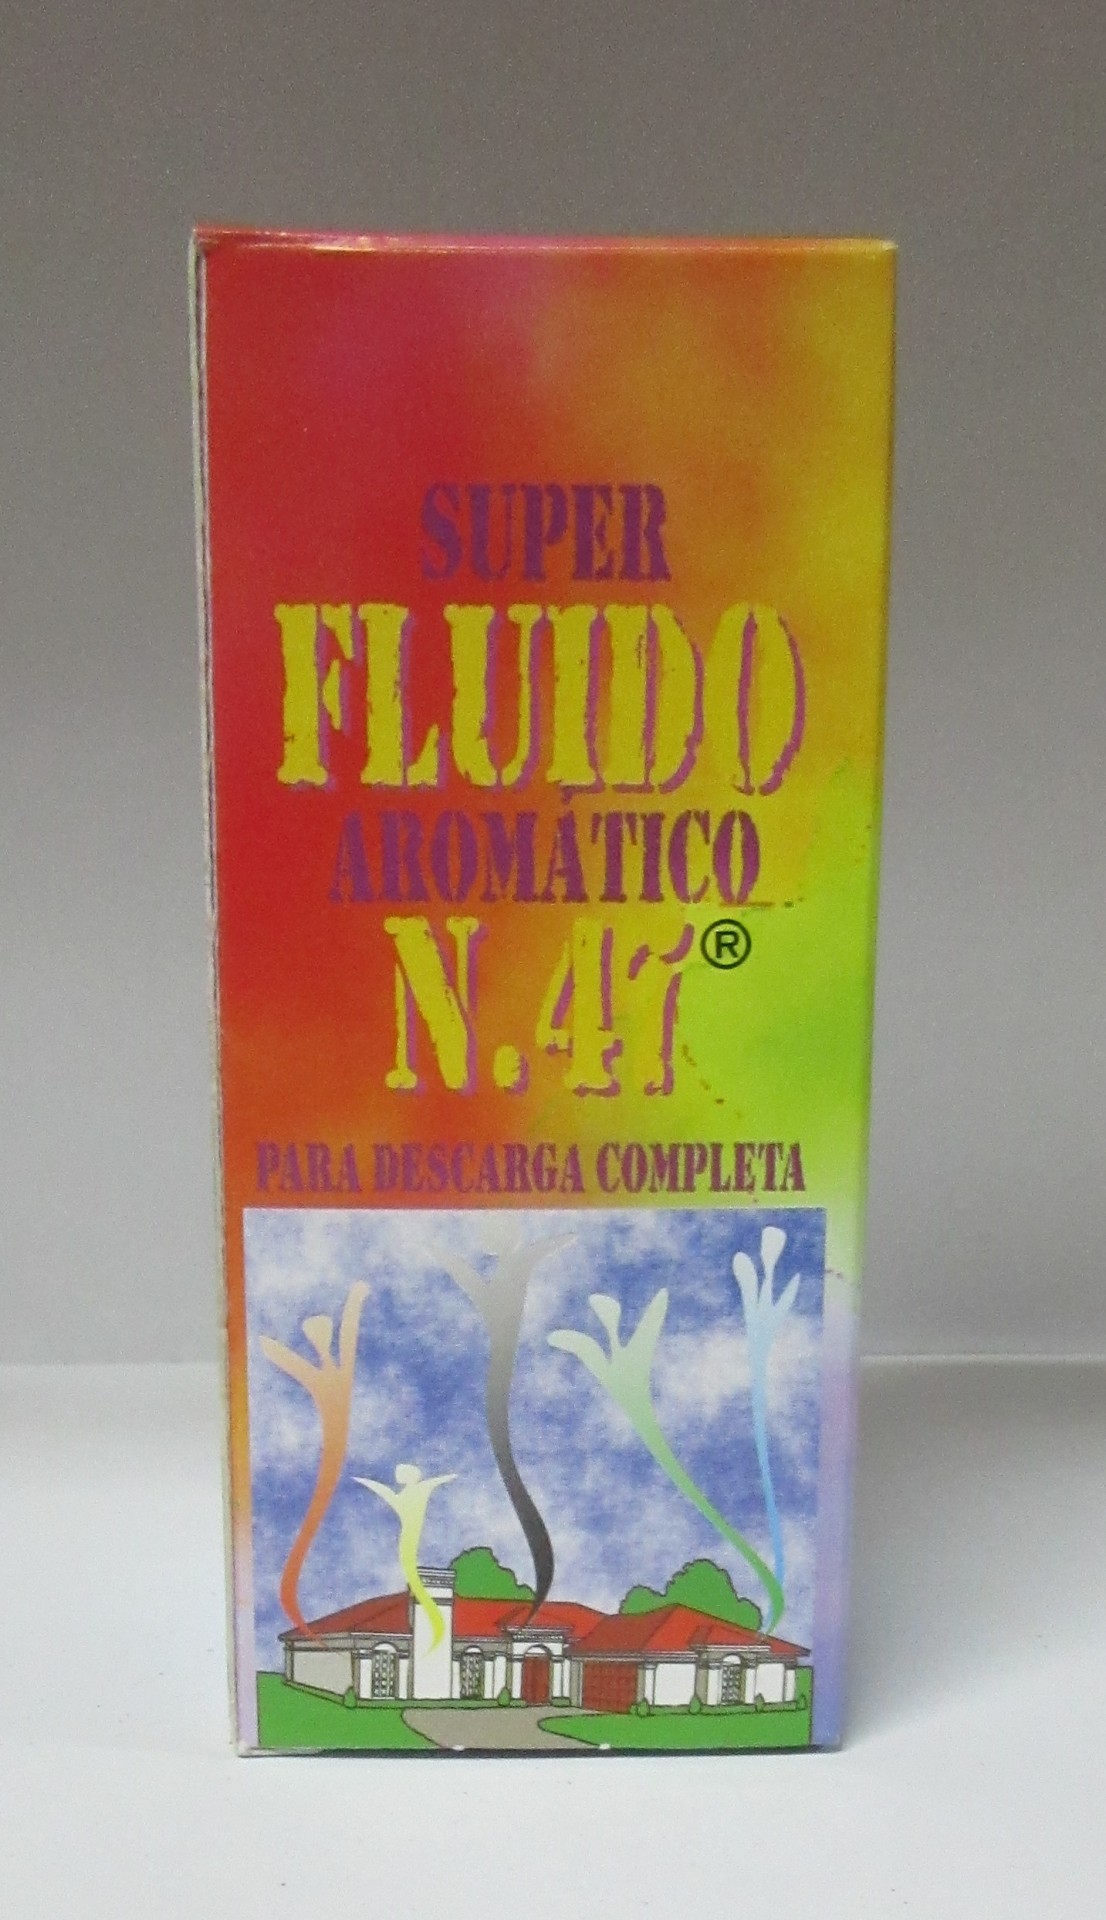 SUPER
FLUIDO
AROMÁTICO
N.47®
PARA DESCARGA COMPLETA